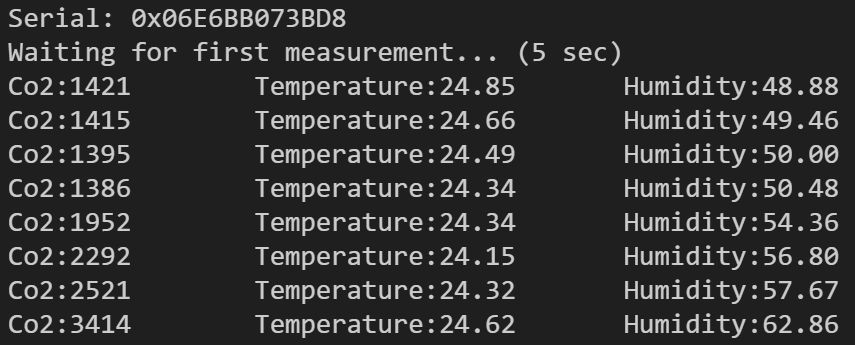 Serial: 0x06E6BB073BD8
Waiting for first measurement... (5 sec)
Co2:1421 Temperature:24.85 Humidity:48.88
Co2:1415 Temperature:24.66 Humidity:49.46
Co2:1395 Temperature:24.49 Humidity:50.00
Co2:1386 Temperature:24.34 Humidity:50.48
Co2:1952 Temperature:24.34 Humidity:54.36
Co2:2292 Temperature:24.15 Humidity:56.80
Co2:2521 Temperature:24.32 Humidity:57.67
Co2:3414 Temperature:24.62 Humidity:62.86